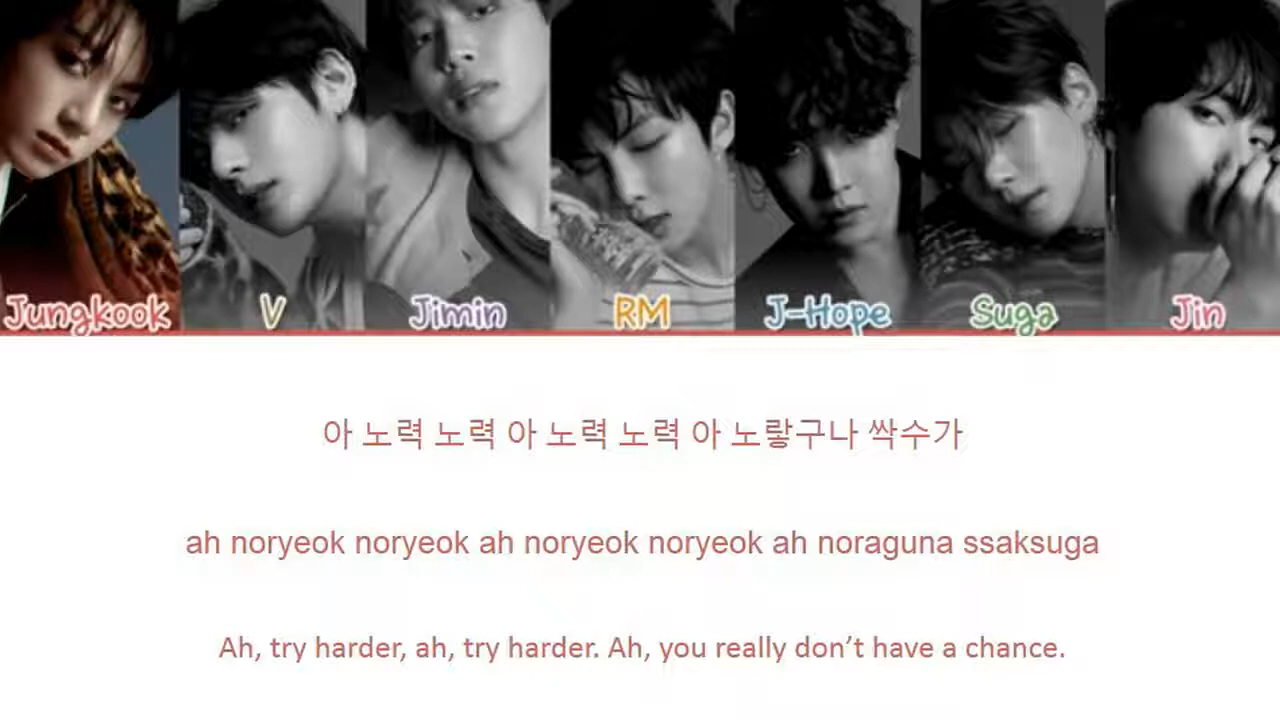 Jungkook V Jimin RM J-Hope Suga Jin
아 노력 노력 아 노력 노력 아 노랗구나 싹수가
ah noryeok noryeok ah noryeok noryeok ah noraguna ssaksuga
Ah, try harder, ah, try harder. Ah, you really don’t have a chance.